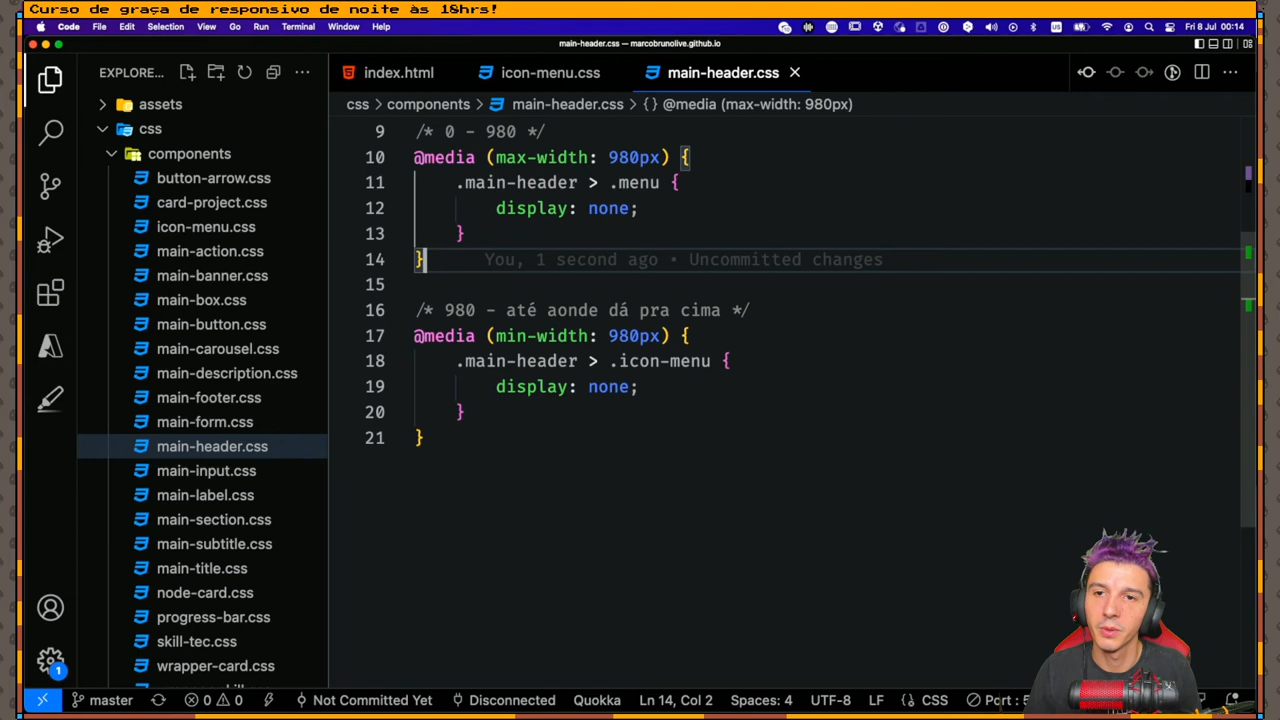 Curso de graça de responsivo de noite às 18hrs!
Code File Edit Selection View Go Run Terminal Window Help
US
Fri 8 Jul 00:14
main-header.css — marcobrunolive.github.io
EXPLORE...
index.html icon-menu.css main-header.css
css > components > main-header.css > {} @media (max-width: 980px)
assets
css
components
button-arrow.css
card-project.css
icon-menu.css
main-action.css
main-banner.css
main-box.css
main-button.css
main-carousel.css
main-description.css
main-footer.css
main-form.css
main-header.css
main-input.css
main-label.css
main-section.css
main-subtitle.css
main-title.css
node-card.css
progress-bar.css
skill-tec.css
wrapper-card.css
9 /* 0 - 980 */
10 @media (max-width: 980px) {
11 .main-header > .menu {
12 display: none;
13 }
14 } You, 1 second ago • Uncommitted changes
15
16 /* 980 - até aonde dá pra cima */
17 @media (min-width: 980px) {
18 .main-header > .icon-menu {
19 display: none;
20 }
21 }
1
master 0 0 Not Committed Yet Disconnected Quokka Ln 14, Col 2 Spaces: 4 UTF-8 LF {} CSS Port : 5